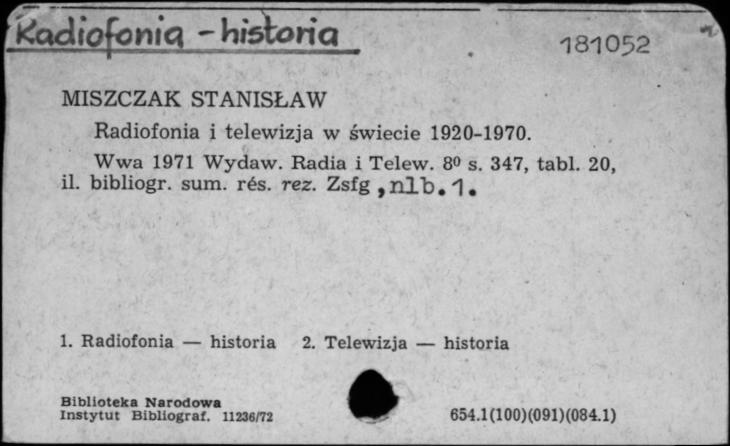 Radiofonia - historia
181052
MISZCZAK STANISŁAW
Radiofonia i telewizja w świecie 1920-1970.
Wwa 1971 Wydaw. Radia i Telew. 8⁰ s. 347, tabl. 20,
il. bibliogr. sum. rés. rez. Zsfg , nlb. 1.
1. Radiofonia — historia 2. Telewizja — historia
Biblioteka Narodowa
Instytut Bibliograf. 11236/72
654.1(100)(091)(084.1)